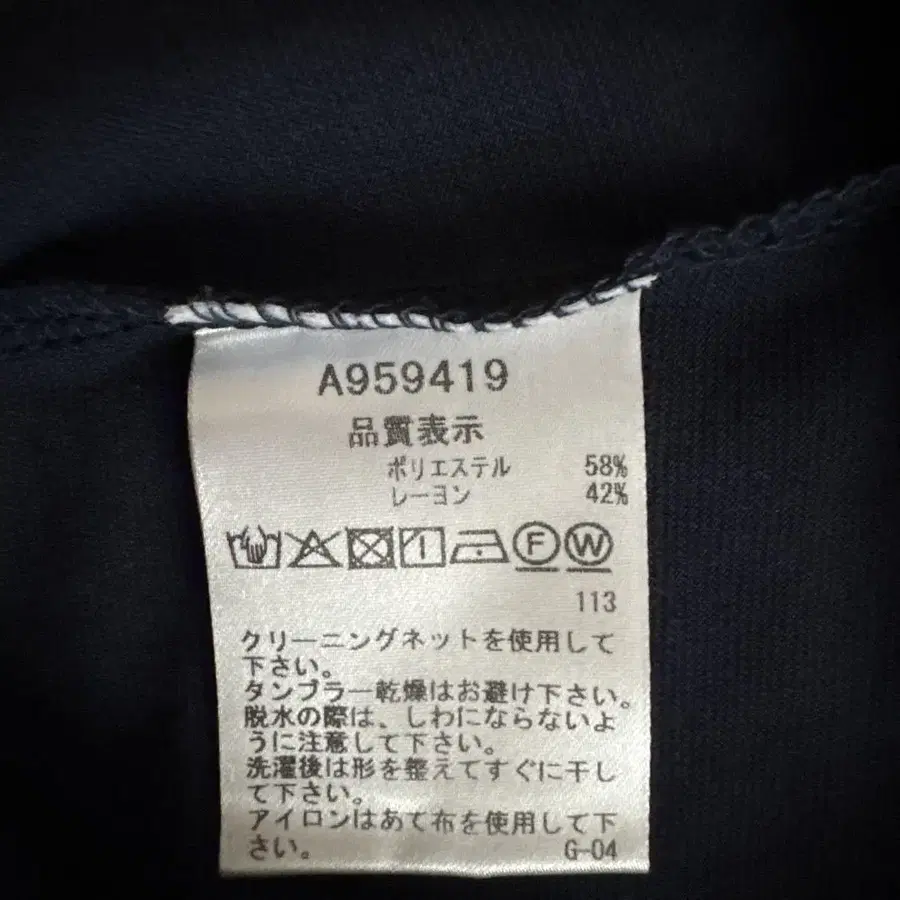 A959419
品質表示
ポリエステル 58%
レーヨン 42%
F W
113
クリーニングネットを使用して
下さい。
タンブラー乾燥はお避け下さい。
脱水の際は、しわにならないよ
うに注意して下さい。
洗濯後は形を整えてすぐに干し
て下さい。
アイロンはあて布を使用して下
さい。 G-04